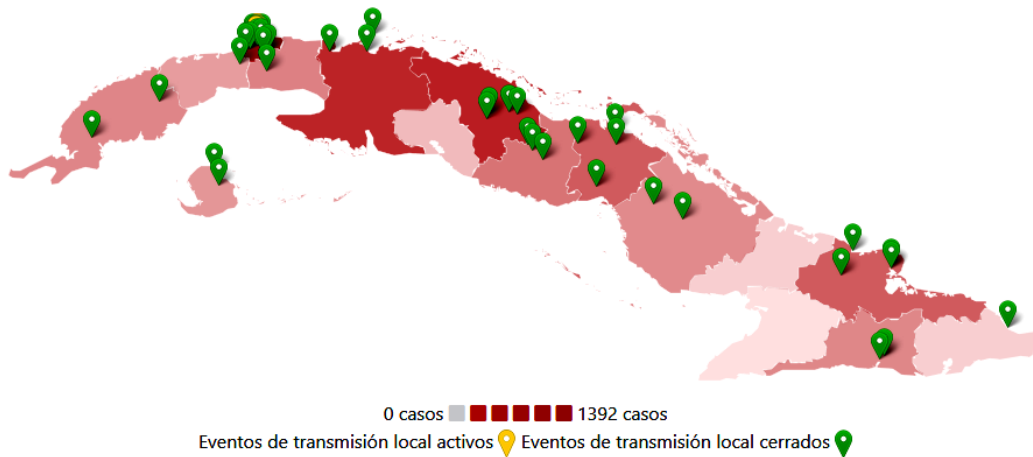 0 casos 1392 casos
Eventos de transmisión local activos Eventos de transmisión local cerrados